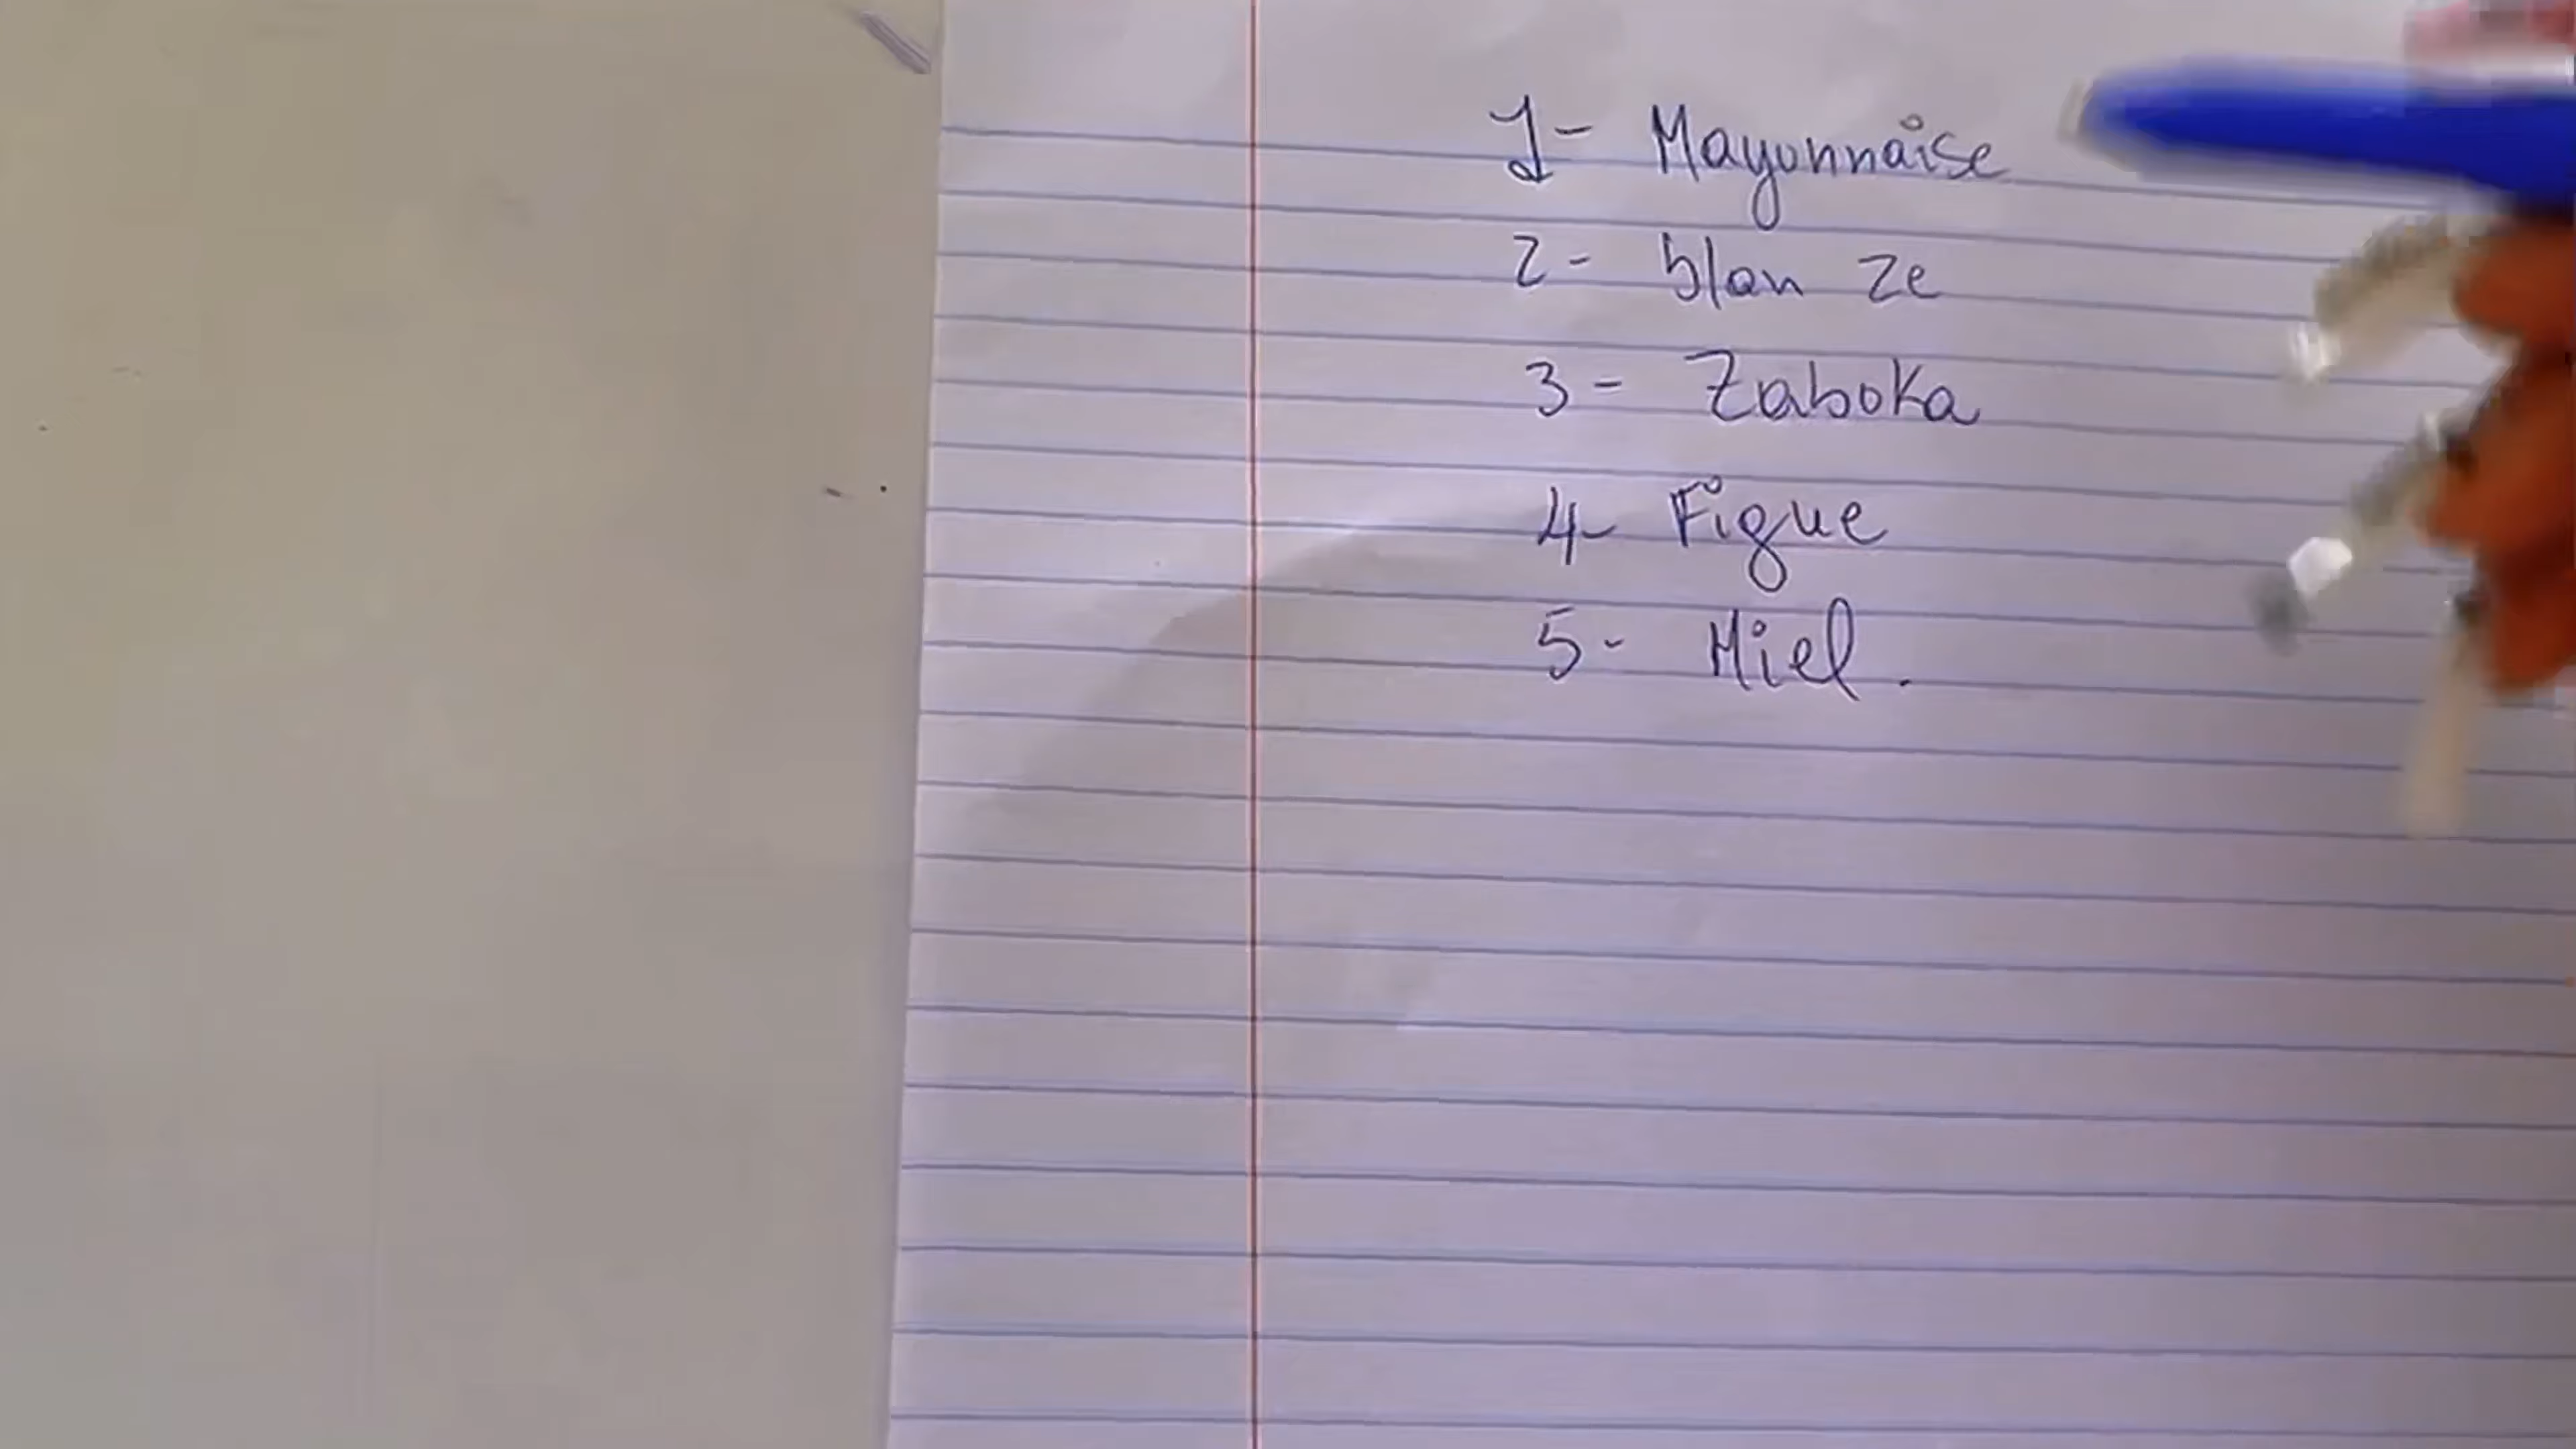 1- Mayonnaise
2- blan ze
3- Zaboka
4- Figue
5- Miel.